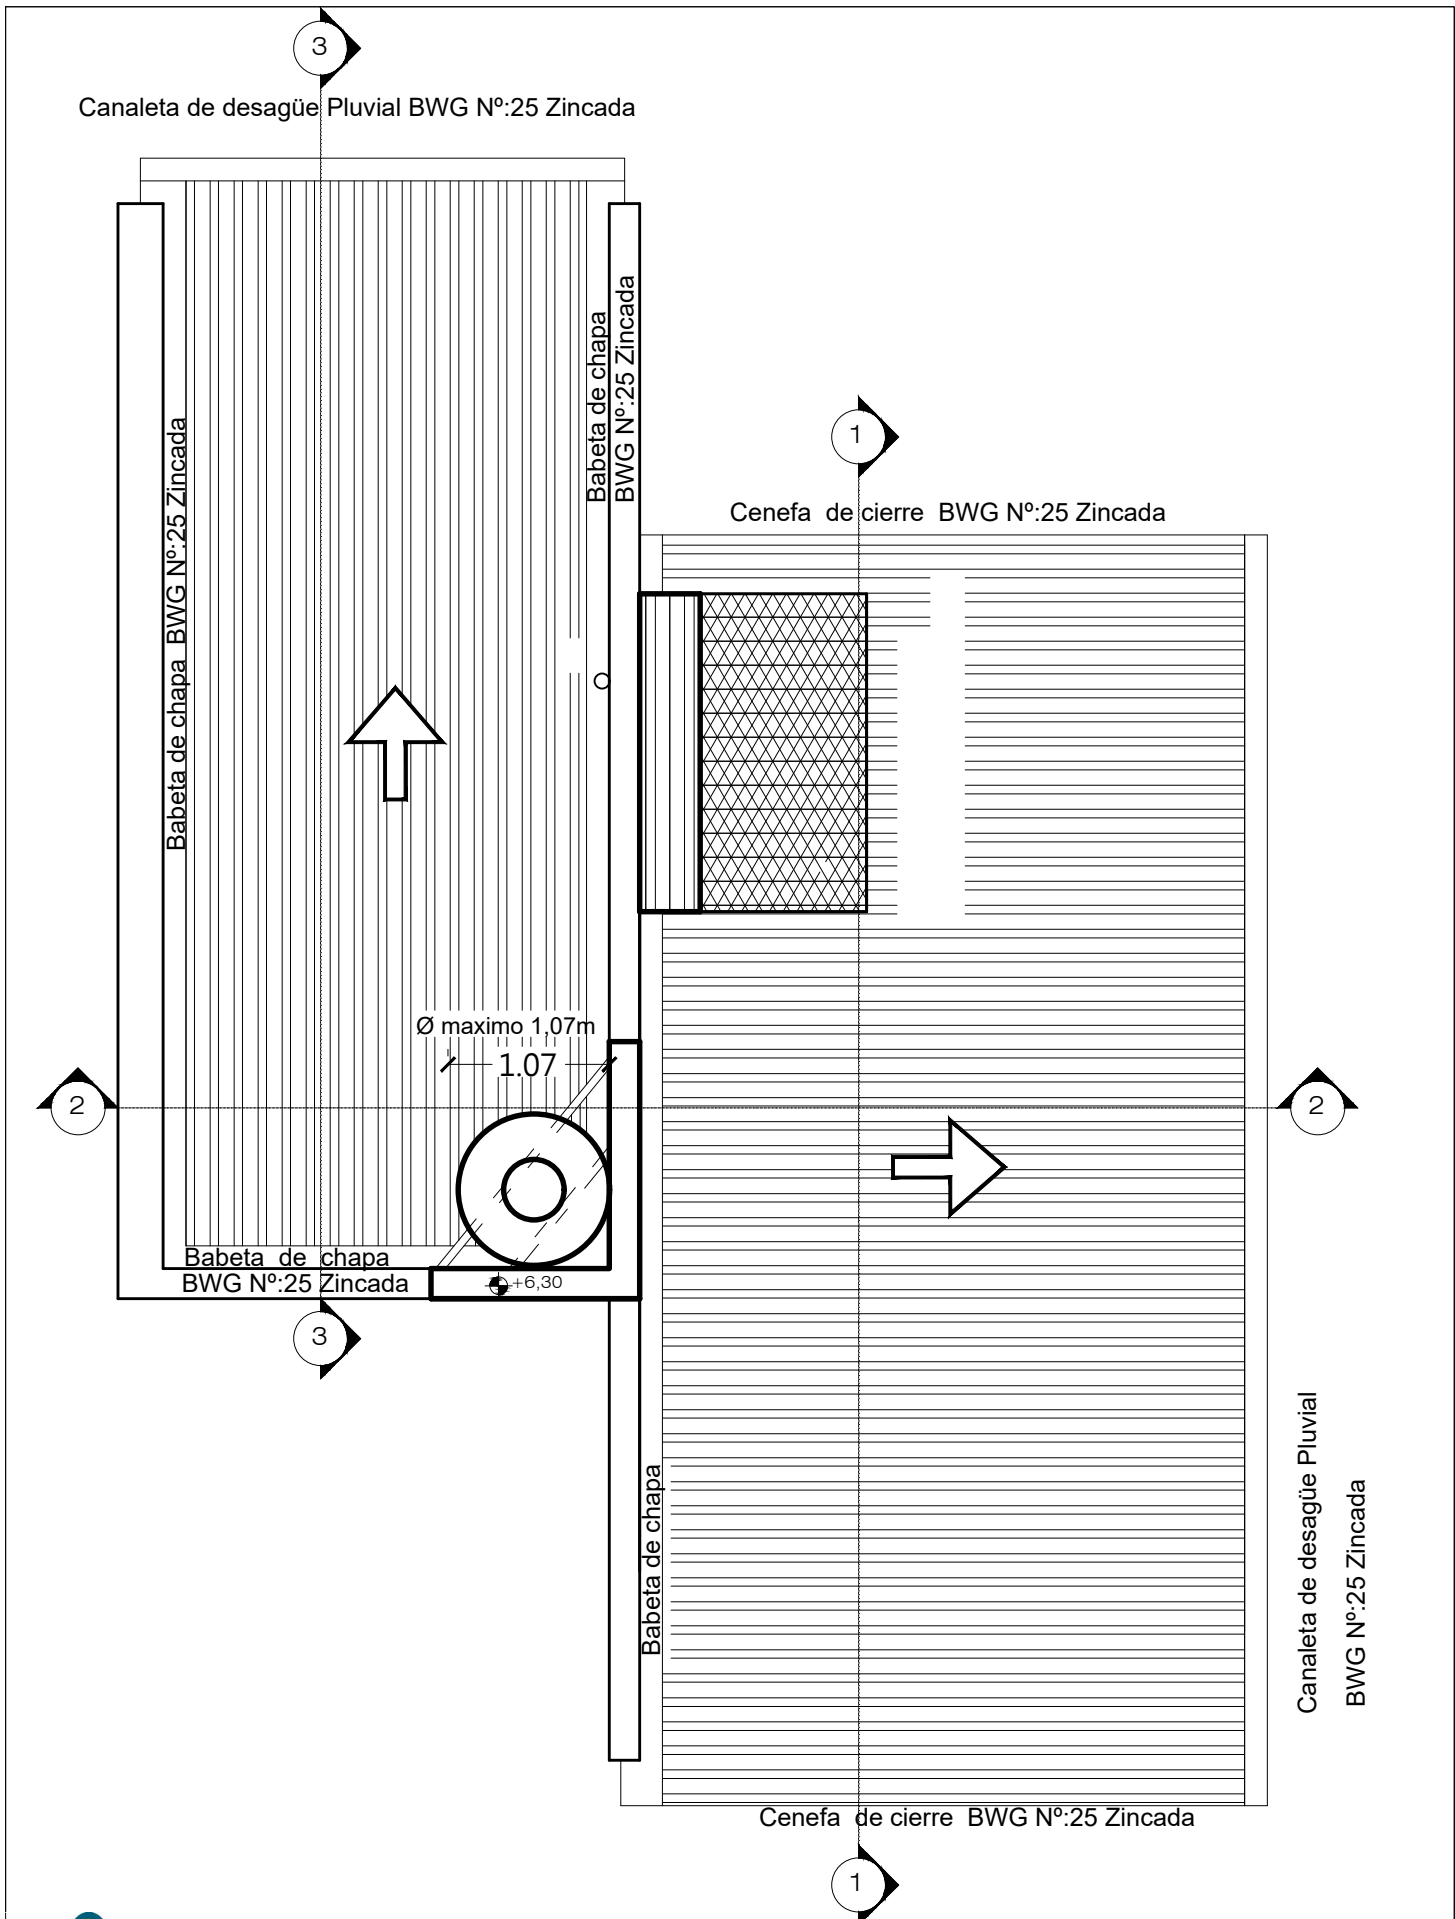 3
Canaleta de desagüe Pluvial BWG Nº:25 Zincada
Babeta de chapa
BWG Nº:25 Zincada
Babeta de chapa BWG Nº:25 Zincada
1
Cenefa de cierre BWG Nº:25 Zincada
Ø maximo 1,07m
1.07
2
2
Babeta de chapa
BWG Nº:25 Zincada
+6,30
3
Babeta de chapa
Canaleta de desagüe Pluvial
BWG Nº:25 Zincada
Cenefa de cierre BWG Nº:25 Zincada
1